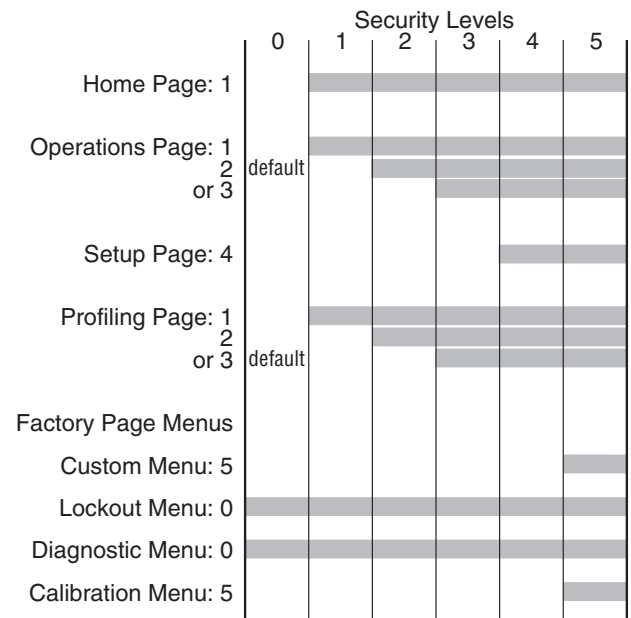 Security Levels
0 1 2 3 4 5
Home Page: 1
Operations Page: 1
2 default
or 3
Setup Page: 4
Profiling Page: 1
2
or 3 default
Factory Page Menus
Custom Menu: 5
Lockout Menu: 0
Diagnostic Menu: 0
Calibration Menu: 5